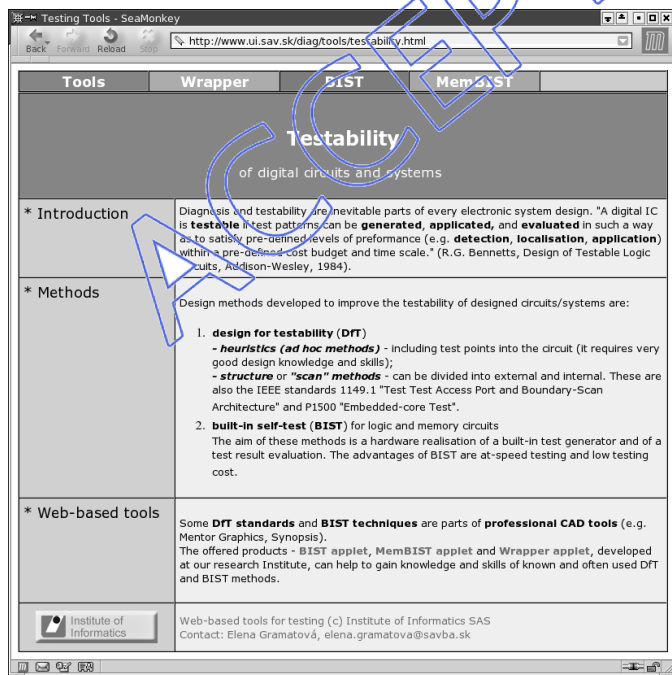 Testing Tools - SeaMonkey
Back Forward Reload Stop
http://www.ui.sav.sk/diag/tools/testability.html
Tools Wrapper BIST MemBIST
Testability
of digital circuits and systems
* Introduction
Diagnosis and testability are inevitable parts of every electronic system design. "A digital IC
is testable if test patterns can be generated, applicated, and evaluated in such a way
as to satisfy pre-defined levels of preformance (e.g. detection, localisation, application)
within a pre-defined cost budget and time scale." (R.G. Bennetts, Design of Testable Logic
Circuits, Addison-Wesley, 1984).
* Methods
Design methods developed to improve the testability of designed circuits/systems are:
1. design for testability (DfT)
- heuristics (ad hoc methods) - including test points into the circuit (it requires very
good design knowledge and skills);
- structure or "scan" methods - can be divided into external and internal. These are
also the IEEE standards 1149.1 "Test Test Access Port and Boundary-Scan
Architecture" and P1500 "Embedded-core Test".
2. built-in self-test (BIST) for logic and memory circuits
The aim of these methods is a hardware realisation of a built-in test generator and of a
test result evaluation. The advantages of BIST are at-speed testing and low testing
cost.
* Web-based tools
Some DfT standards and BIST techniques are parts of professional CAD tools (e.g.
Mentor Graphics, Synopsis).
The offered products - BIST applet, MemBIST applet and Wrapper applet, developed
at our research Institute, can help to gain knowledge and skills of known and often used DfT
and BIST methods.
Institute of
Informatics
Web-based tools for testing (c) Institute of Informatics SAS
Contact: Elena Gramatová, elena.gramatova@savba.sk